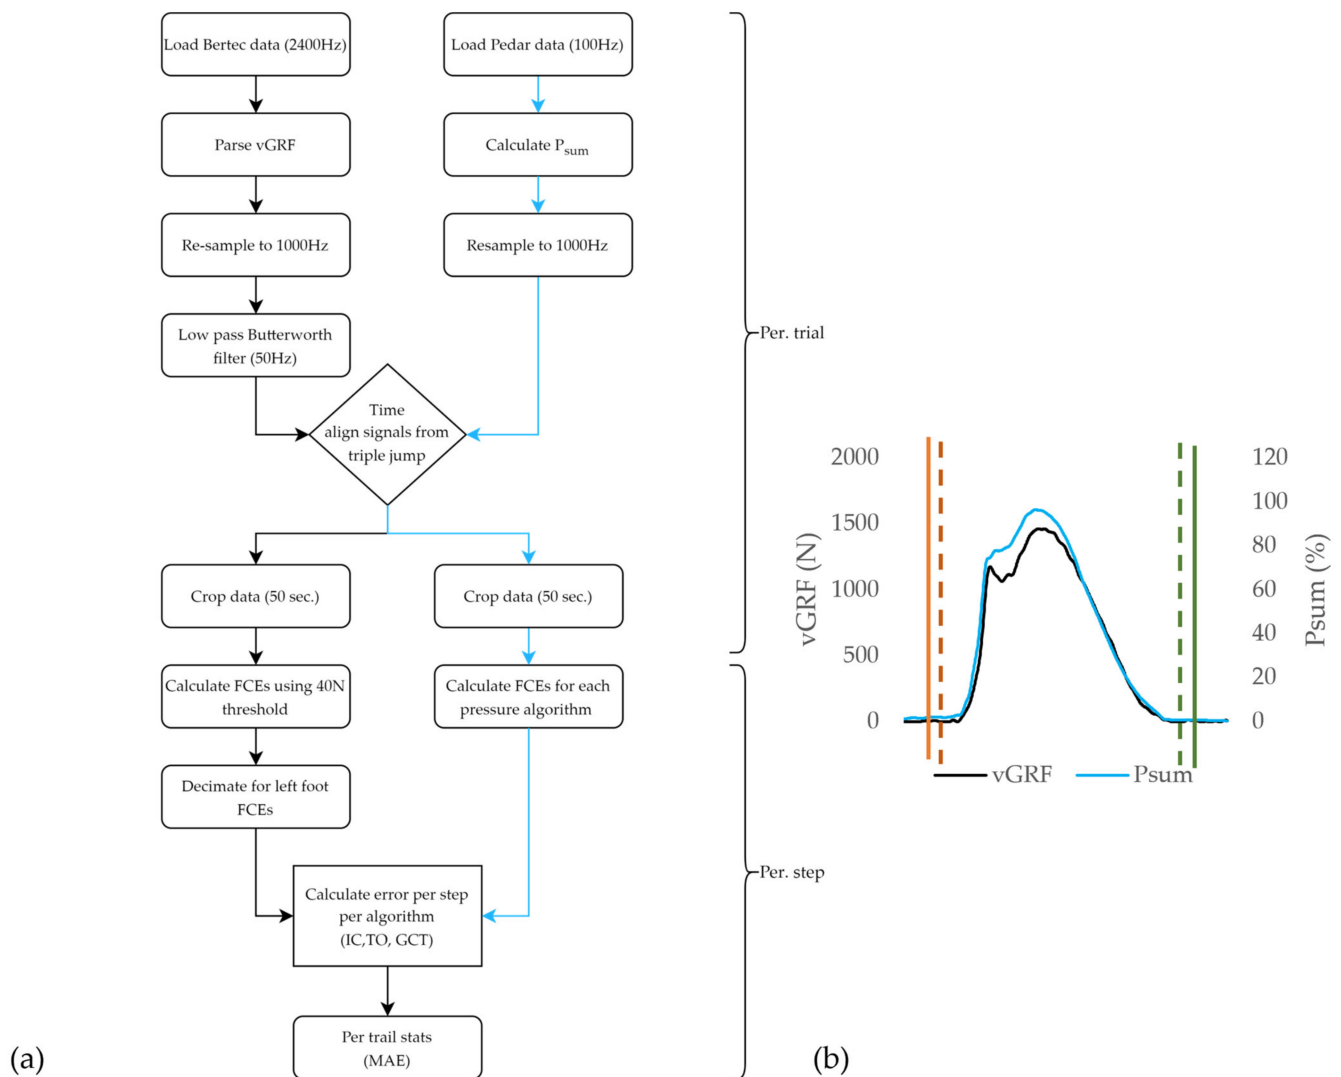 Load Bertec data (2400Hz)
Load Pedar data (100Hz)
Parse vGRF
Calculate Psum
Re-sample to 1000Hz
Resample to 1000Hz
Low pass Butterworth
filter (50Hz)
Per. trial
Time
align signals from
triple jump
Crop data (50 sec.)
Crop data (50 sec.)
Calculate FCEs using 40N
threshold
Calculate FCEs for each
pressure algorithm
Decimate for left foot
FCEs
Calculate error per step
per algorithm
(IC,TO, GCT)
Per. step
Per trail stats
(MAE)
(a)
vGRF (N)
2000
1500
1000
500
0
120
100
80
60
40
20
0
Psum (%)
vGRF
Psum
(b)